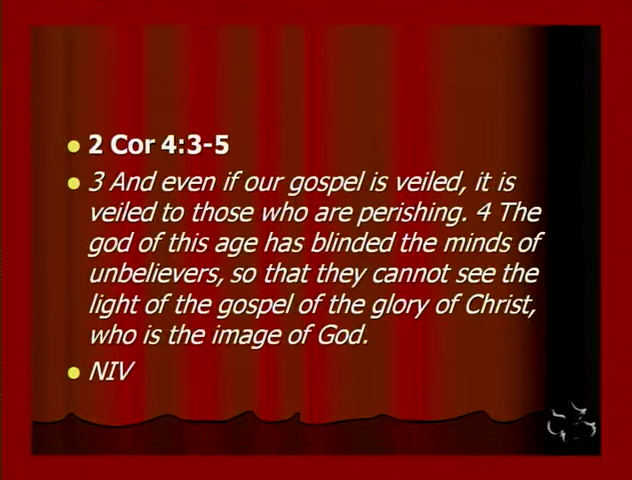 2 Cor 4:3-5
3 And even if our gospel is veiled, it is
veiled to those who are perishing. 4 The
god of this age has blinded the minds of
unbelievers, so that they cannot see the
light of the gospel of the glory of Christ,
who is the image of God.
NIV